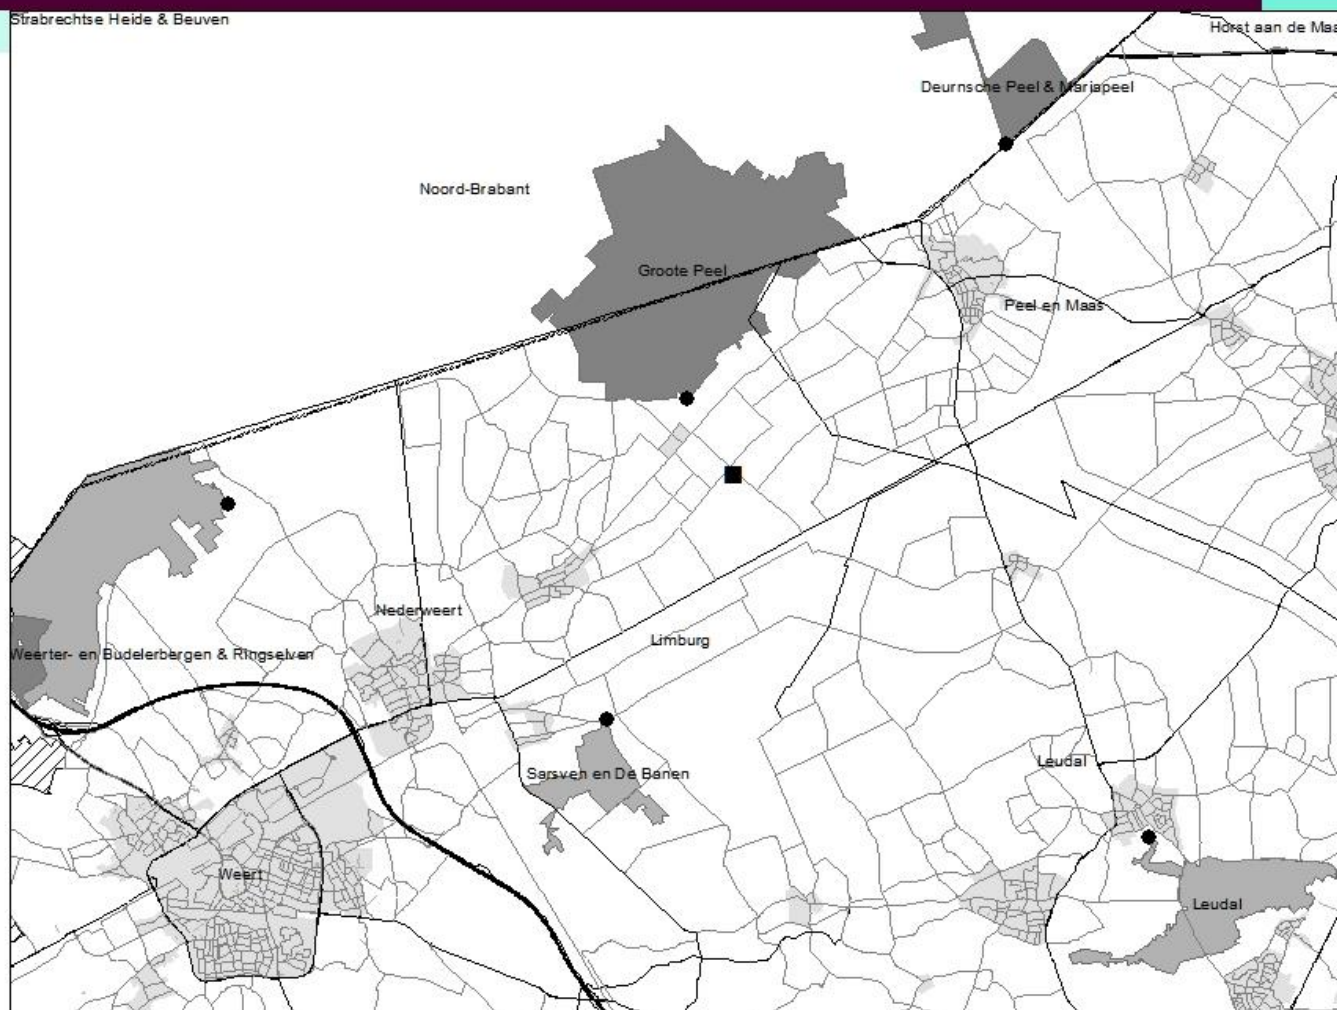 Strabrechtse Heide & Beuven
Horst aan de Maa
Deurnsche Peel & Mariapeel
Noord-Brabant
Groote Peel
Peel en Maas
Nederweert
Limburg
Weerter- en Budelerbergen & Ringselven
Leudal
Sarsven en De Banen
Weert
Leudal